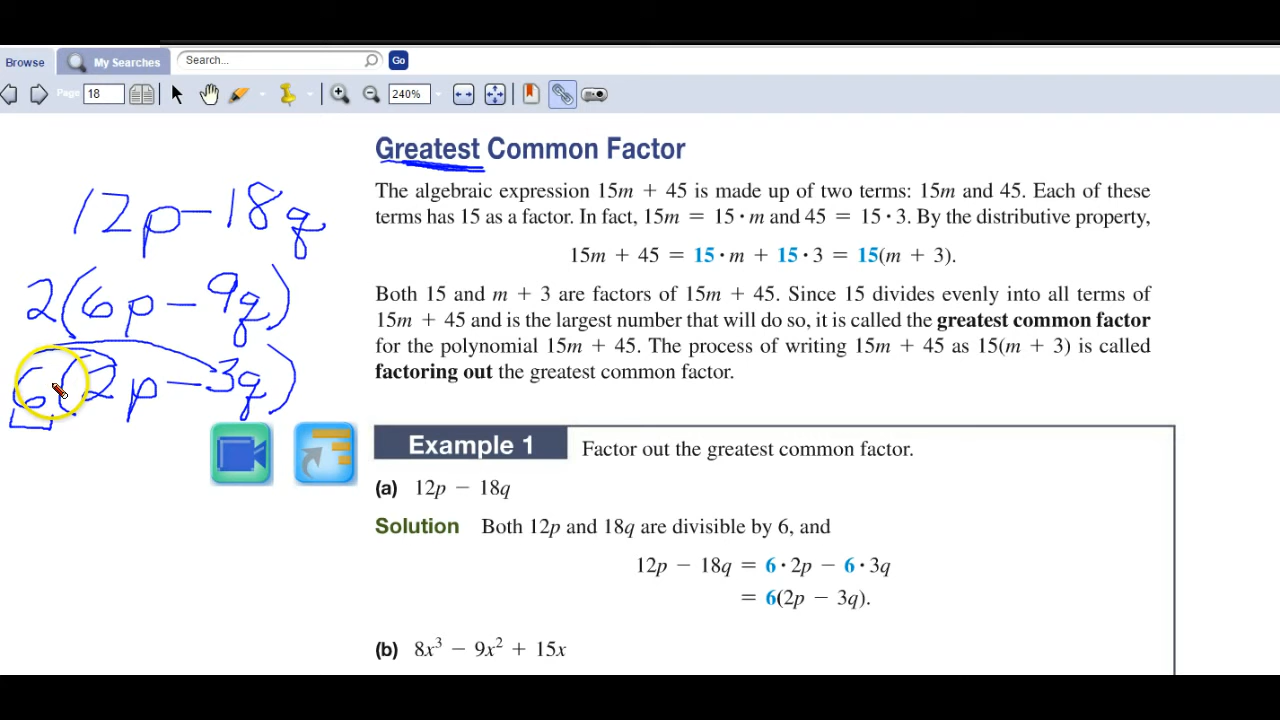 Browse My Searches Search... Go
Page 18 240%
12p - 18q
2(6p - 9q)
6(2p - 3q)
Greatest Common Factor
The algebraic expression 15m + 45 is made up of two terms: 15m and 45. Each of these
terms has 15 as a factor. In fact, 15m = 15 · m and 45 = 15 · 3. By the distributive property,
15m + 45 = 15 · m + 15 · 3 = 15(m + 3).
Both 15 and m + 3 are factors of 15m + 45. Since 15 divides evenly into all terms of
15m + 45 and is the largest number that will do so, it is called the greatest common factor
for the polynomial 15m + 45. The process of writing 15m + 45 as 15(m + 3) is called
factoring out the greatest common factor.
Example 1 Factor out the greatest common factor.
(a) 12p − 18q
Solution Both 12p and 18q are divisible by 6, and
12p − 18q = 6 · 2p − 6 · 3q
= 6(2p − 3q).
(b) 8x³ − 9x² + 15x